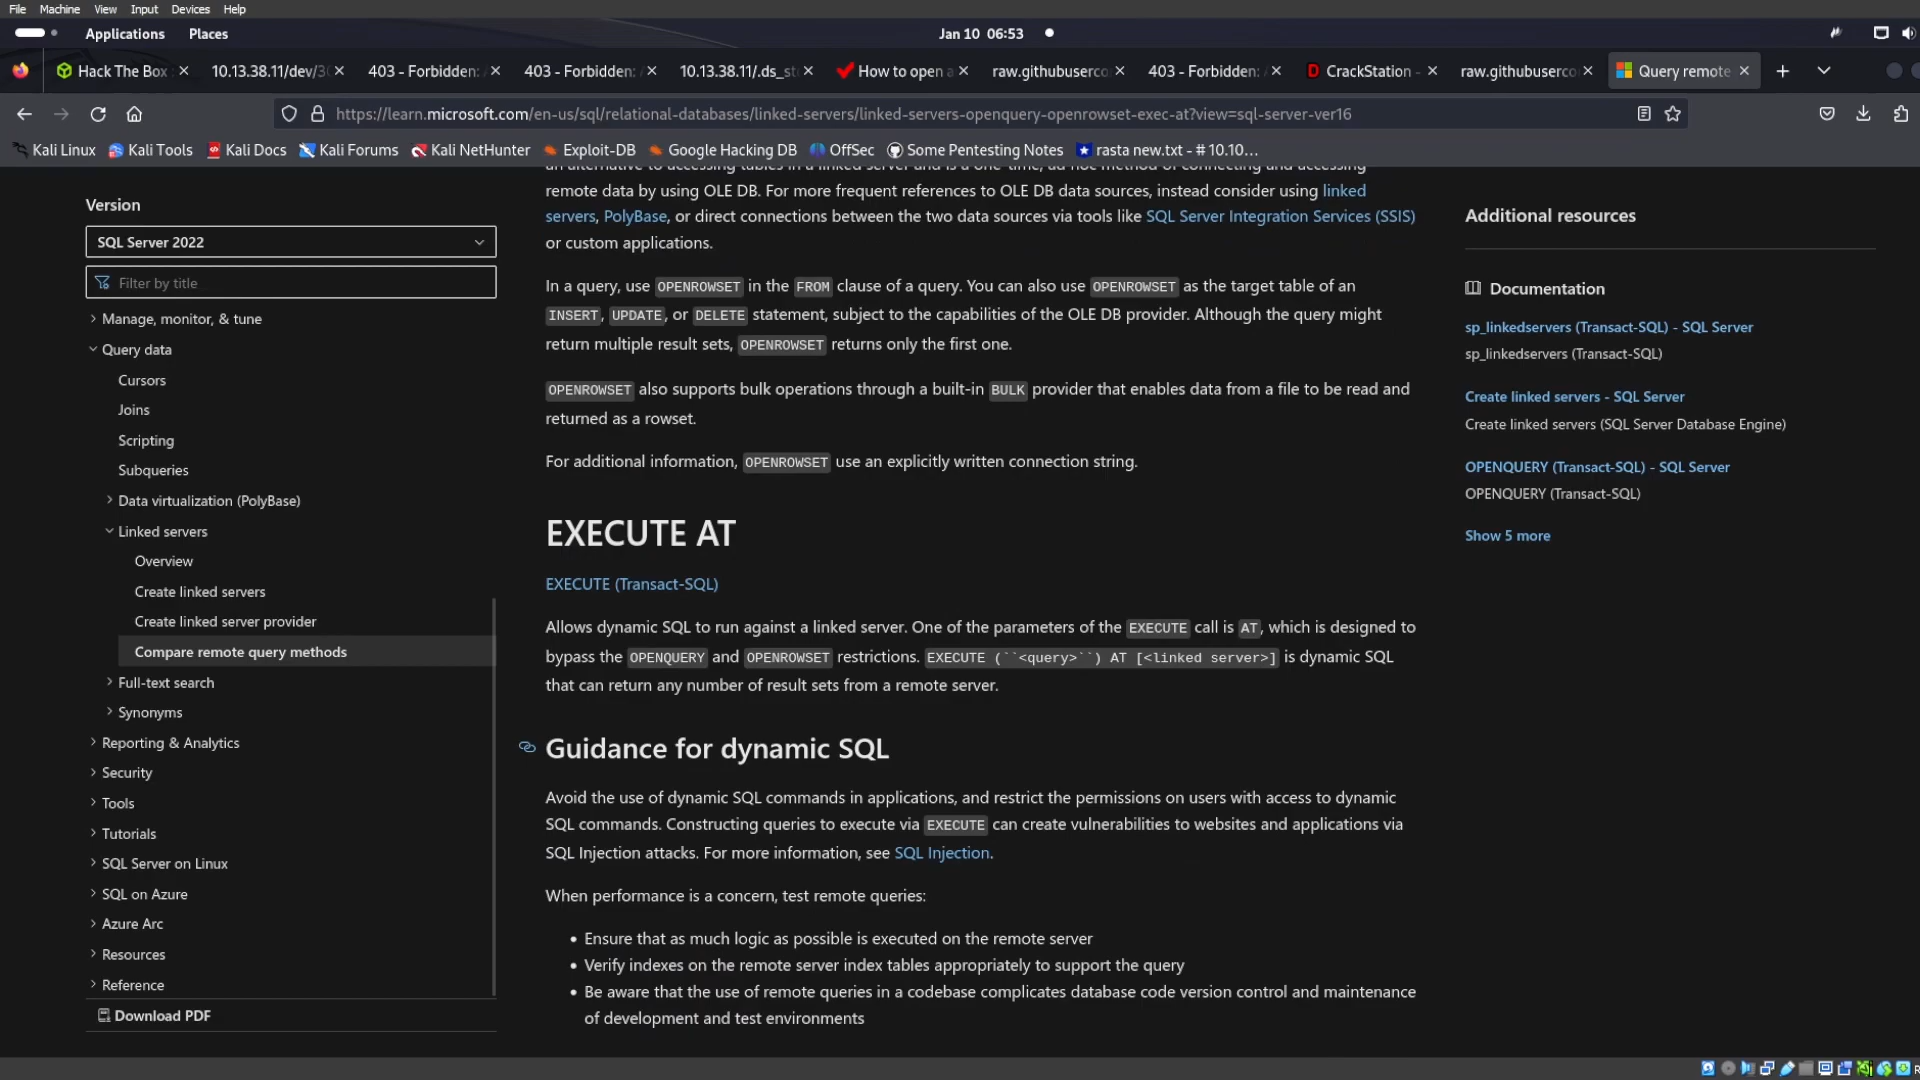 File Machine View Input Devices Help
Applications Places Jan 10 06:53
Hack The Box : 10.13.38.11/dev/30 403 - Forbidden: 403 - Forbidden: 10.13.38.11/.ds_st How to open a raw.githubuserco 403 - Forbidden: CrackStation - raw.githubuserco Query remote
https://learn.microsoft.com/en-us/sql/relational-databases/linked-servers/linked-servers-openquery-openrowset-exec-at?view=sql-server-ver16
Kali Linux Kali Tools Kali Docs Kali Forums Kali NetHunter Exploit-DB Google Hacking DB OffSec Some Pentesting Notes rasta new.txt - # 10.10...
Version
SQL Server 2022
Filter by title
Manage, monitor, & tune
Query data
Cursors
Joins
Scripting
Subqueries
Data virtualization (PolyBase)
Linked servers
Overview
Create linked servers
Create linked server provider
Compare remote query methods
Full-text search
Synonyms
Reporting & Analytics
Security
Tools
Tutorials
SQL Server on Linux
SQL on Azure
Azure Arc
Resources
Reference
Download PDF
an alternative to accessing tables in a linked server and is a one-time, ad hoc method of connecting and accessing
remote data by using OLE DB. For more frequent references to OLE DB data sources, instead consider using linked
servers, PolyBase, or direct connections between the two data sources via tools like SQL Server Integration Services (SSIS)
or custom applications.
In a query, use OPENROWSET in the FROM clause of a query. You can also use OPENROWSET as the target table of an
INSERT, UPDATE, or DELETE statement, subject to the capabilities of the OLE DB provider. Although the query might
return multiple result sets, OPENROWSET returns only the first one.
OPENROWSET also supports bulk operations through a built-in BULK provider that enables data from a file to be read and
returned as a rowset.
For additional information, OPENROWSET use an explicitly written connection string.
EXECUTE AT
EXECUTE (Transact-SQL)
Allows dynamic SQL to run against a linked server. One of the parameters of the EXECUTE call is AT, which is designed to
bypass the OPENQUERY and OPENROWSET restrictions. EXECUTE (``<query>``) AT [<linked server>] is dynamic SQL
that can return any number of result sets from a remote server.
Guidance for dynamic SQL
Avoid the use of dynamic SQL commands in applications, and restrict the permissions on users with access to dynamic
SQL commands. Constructing queries to execute via EXECUTE can create vulnerabilities to websites and applications via
SQL Injection attacks. For more information, see SQL Injection.
When performance is a concern, test remote queries:
• Ensure that as much logic as possible is executed on the remote server
• Verify indexes on the remote server index tables appropriately to support the query
• Be aware that the use of remote queries in a codebase complicates database code version control and maintenance
of development and test environments
Additional resources
Documentation
sp_linkedservers (Transact-SQL) - SQL Server
sp_linkedservers (Transact-SQL)
Create linked servers - SQL Server
Create linked servers (SQL Server Database Engine)
OPENQUERY (Transact-SQL) - SQL Server
OPENQUERY (Transact-SQL)
Show 5 more